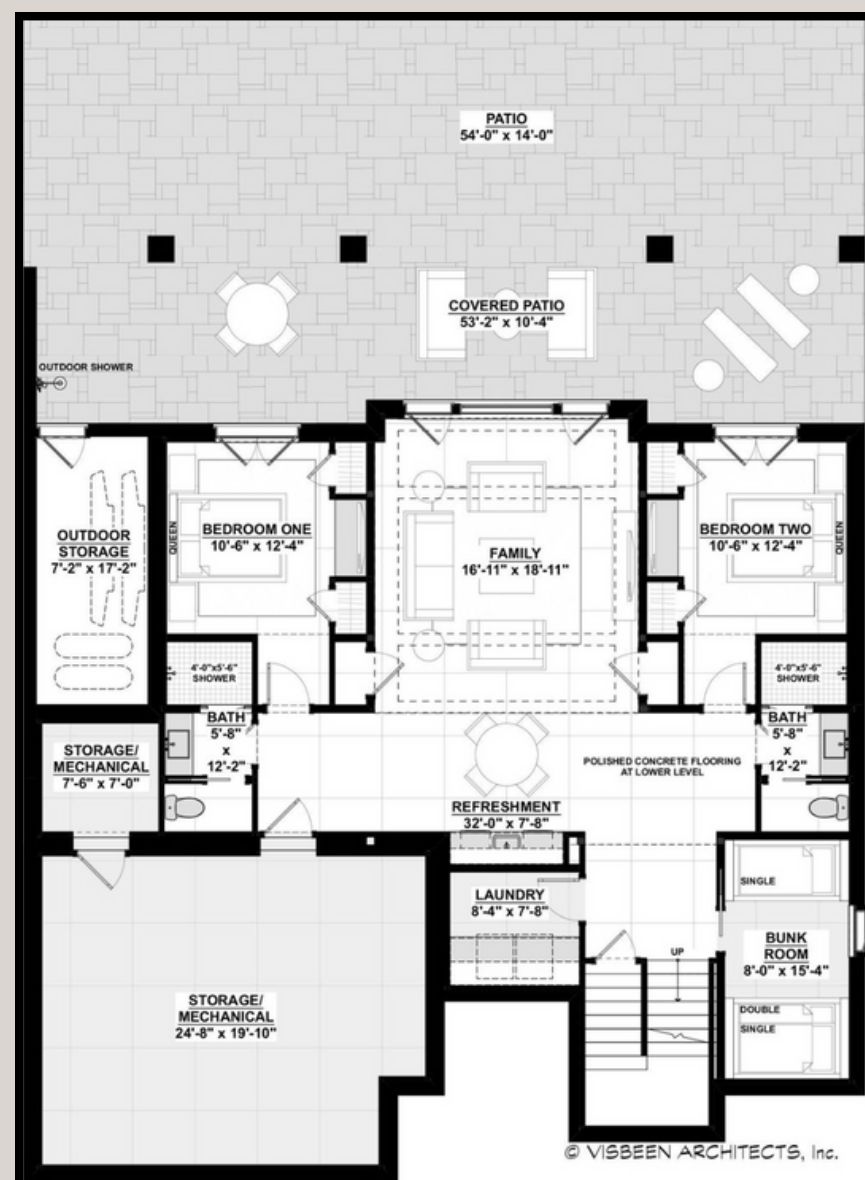 PATIO
54'-0" x 14'-0"
COVERED PATIO
53'-2" x 10'-4"
OUTDOOR SHOWER
OUTDOOR
STORAGE
7'-2" x 17'-2"
QUEEN
BEDROOM ONE
10'-6" x 12'-4"
FAMILY
16'-11" x 18'-11"
BEDROOM TWO
10'-6" x 12'-4"
QUEEN
4'-0"x5'-6"
SHOWER
4'-0"x5'-6"
SHOWER
BATH
5'-8"
x
12'-2"
BATH
5'-8"
x
12'-2"
STORAGE/
MECHANICAL
7'-6" x 7'-0"
POLISHED CONCRETE FLOORING
AT LOWER LEVEL
REFRESHMENT
32'-0" x 7'-8"
LAUNDRY
8'-4" x 7'-8"
SINGLE
UP
BUNK
ROOM
8'-0" x 15'-4"
STORAGE/
MECHANICAL
24'-8" x 19'-10"
DOUBLE
SINGLE
© VISBEEN ARCHITECTS, Inc.